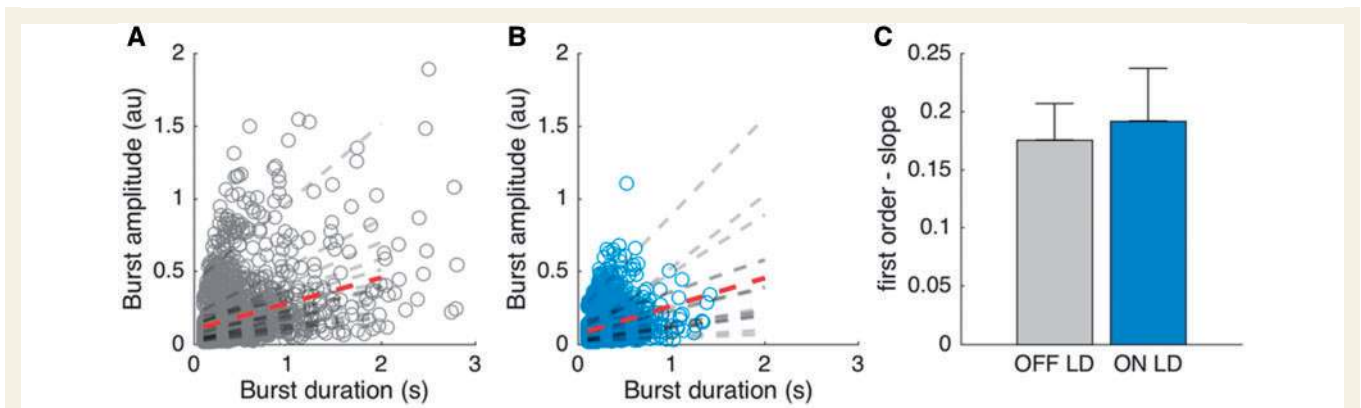 A
Burst amplitude (au)
2
1.5
1
0.5
0
0 1 2 3
Burst duration (s)
B
Burst amplitude (au)
2
1.5
1
0.5
0
0 1 2 3
Burst duration (s)
C
first order - slope
0.25
0.2
0.15
0.1
0.05
0
OFF LD ON LD